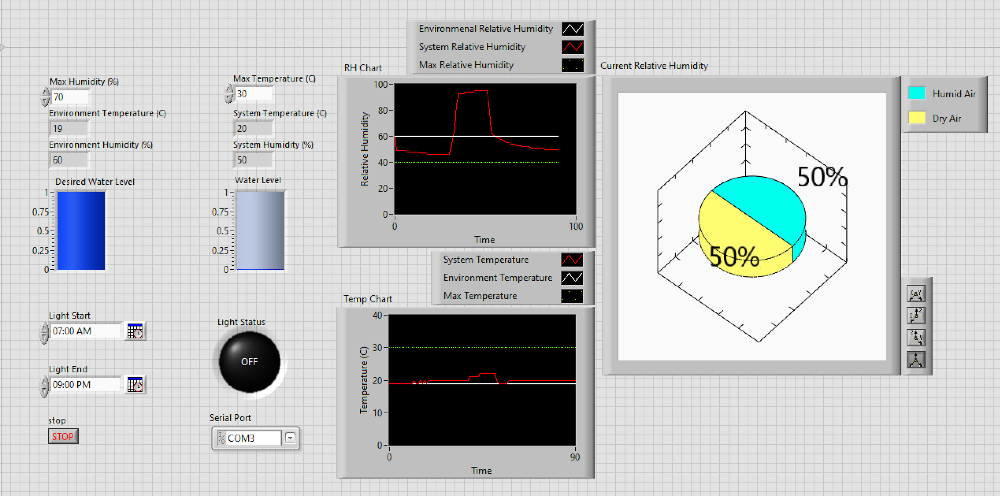 Max Humidity (%)
70
Environment Temperature (C)
19
Environment Humidity (%)
60
Max Temperature (C)
30
System Temperature (C)
20
System Humidity (%)
50
Desired Water Level
1
0.75
0.5
0.25
0
Water Level
1
0.75
0.5
0.25
0
Light Start
07:00 AM
Light End
09:00 PM
stop
STOP
Light Status
OFF
Serial Port
I/O COM3
Environmenal Relative Humidity
System Relative Humidity
Max Relative Humidity
RH Chart
Relative Humidity
100
80
60
40
20
0
0
100
Time
System Temperature
Environment Temperature
Max Temperature
Temp Chart
Temperature (C)
40
30
20
10
0
0
90
Time
Current Relative Humidity
50%
50%
Humid Air
Dry Air
X Y
X Z
Z Y